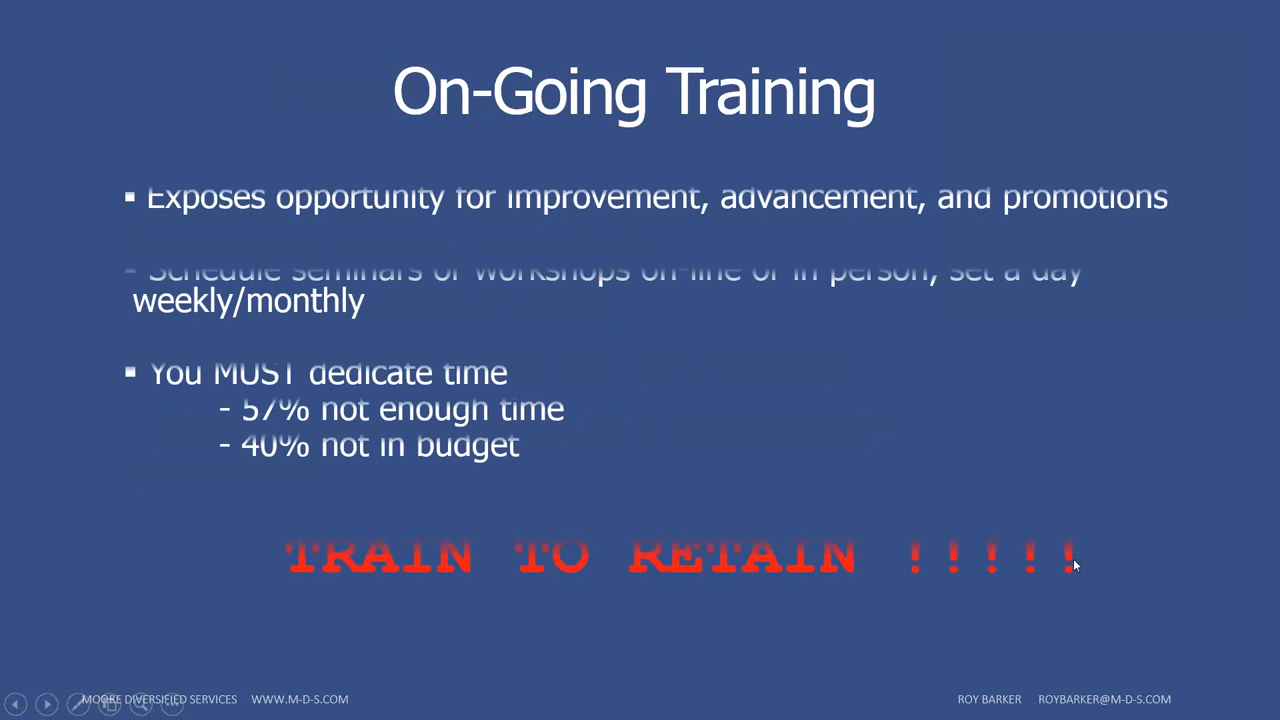 On-Going Training
▪ Exposes opportunity for improvement, advancement, and promotions
- Schedule seminars or workshops on-line or in person, set a day
weekly/monthly
▪ You MUST dedicate time
- 57% not enough time
- 40% not in budget
TRAIN TO RETAIN !!!!!
MOORE DIVERSIFIED SERVICES WWW.M-D-S.COM
ROY BARKER ROYBARKER@M-D-S.COM